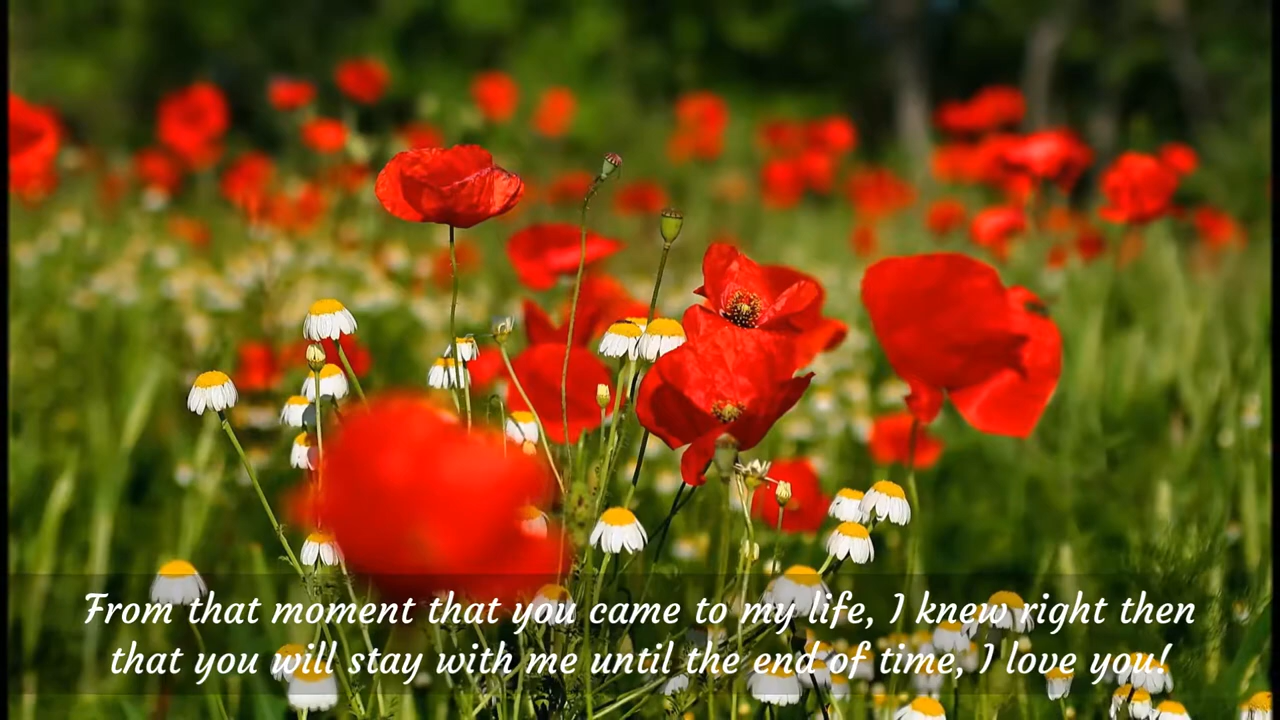 From that moment that you came to my life, I knew right then
that you will stay with me until the end of time, I love you!